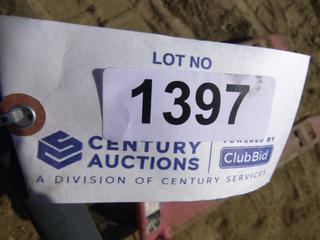 LOT NO
1397
CENTURY
AUCTIONS
POWERED BY
ClubBid
A DIVISION OF CENTURY SERVICES